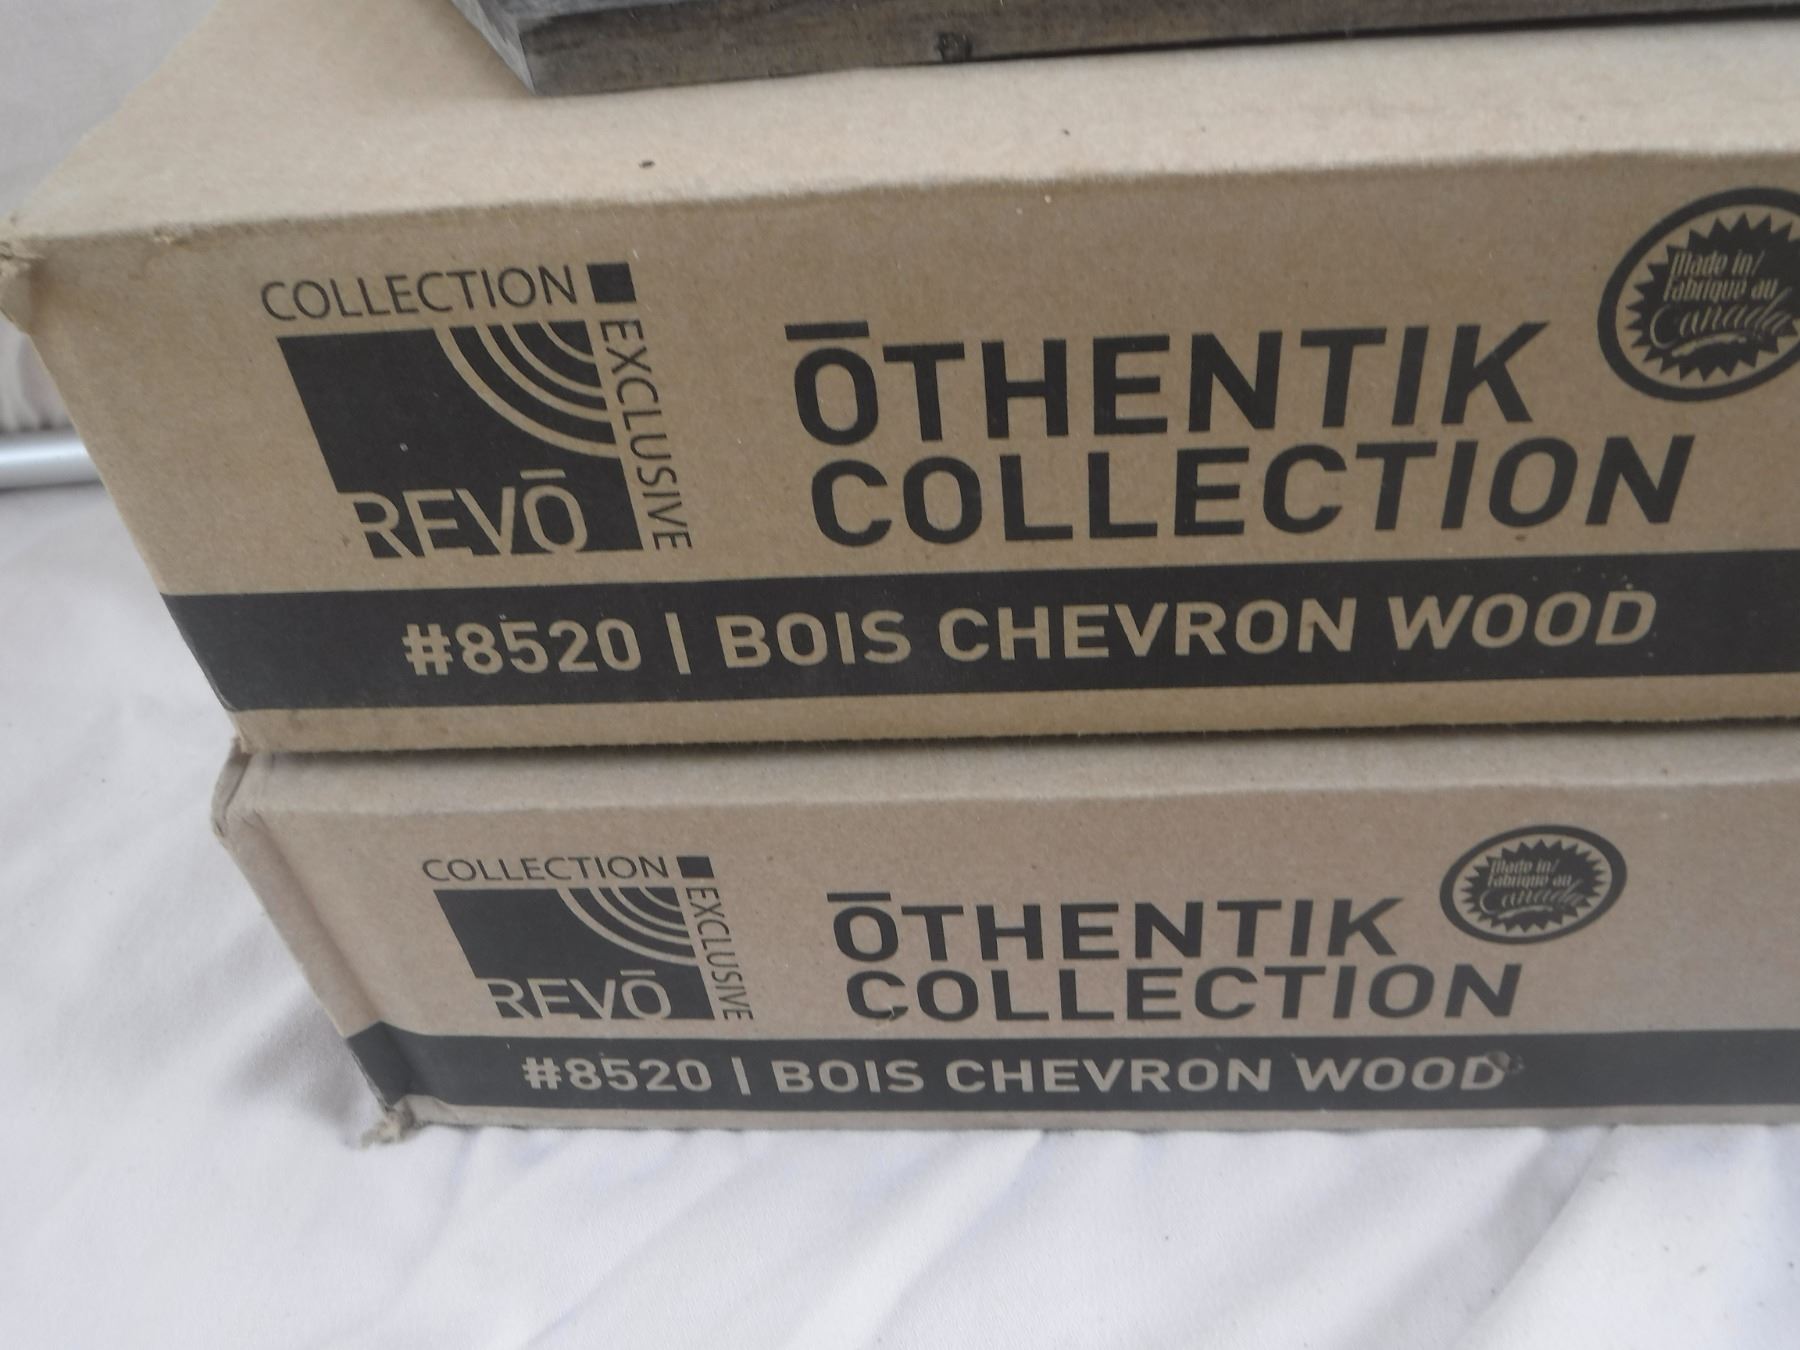 COLLECTION
EXCLUSIVE
REVŌ
ŌTHENTIK
COLLECTION
Made in/
Fabriqué au
Canada
#8520 | BOIS CHEVRON WOOD
COLLECTION
EXCLUSIVE
REVŌ
ŌTHENTIK
COLLECTION
Made in/
Fabriqué au
Canada
#8520 | BOIS CHEVRON WOOD